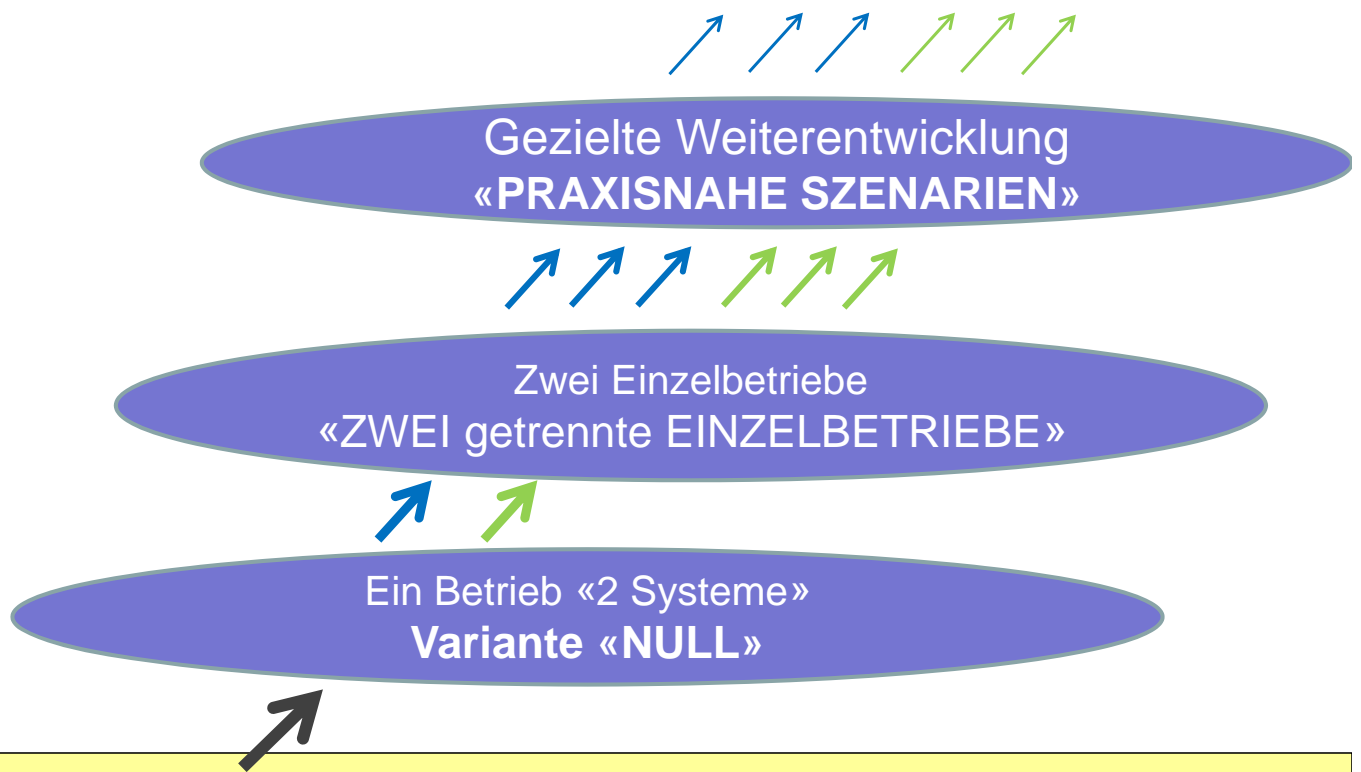 Gezielte Weiterentwicklung
«PRAXISNAHE SZENARIEN»
Zwei Einzelbetriebe
«ZWEI getrennte EINZELBETRIEBE»
Ein Betrieb «2 Systeme»
Variante «NULL»